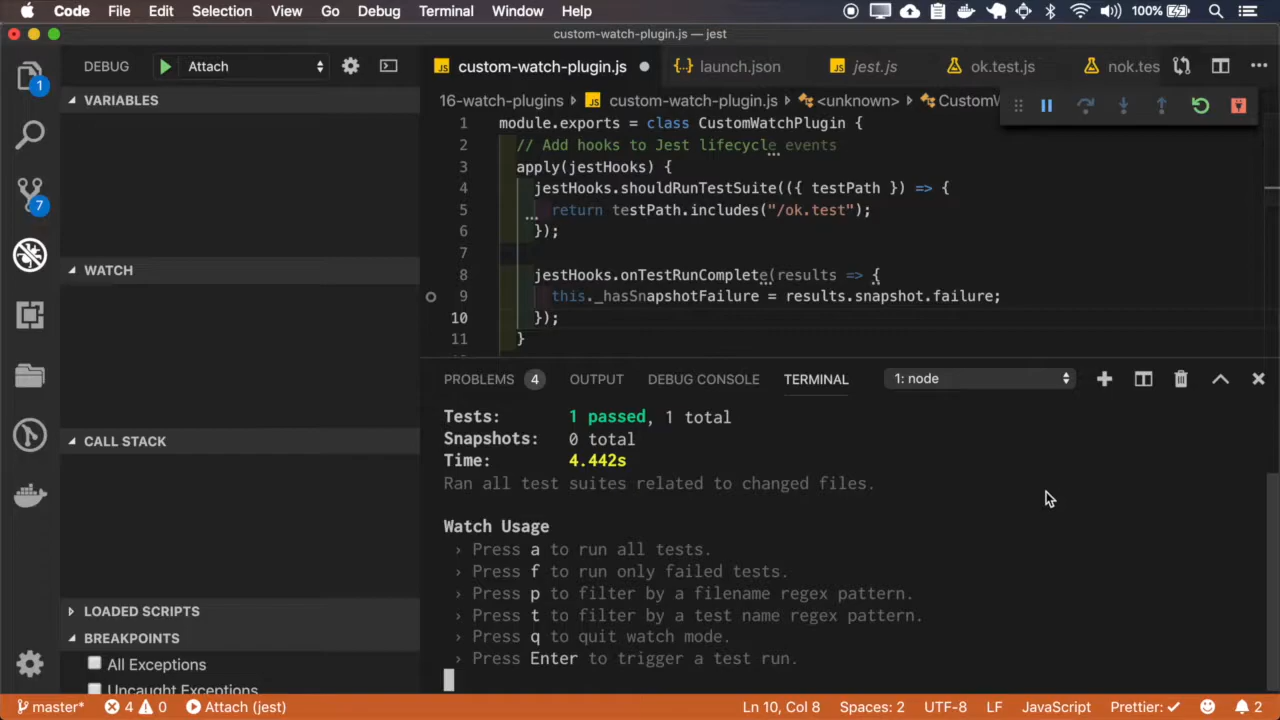 Code File Edit Selection View Go Debug Terminal Window Help 100%
custom-watch-plugin.js — jest
1
DEBUG Attach
custom-watch-plugin.js launch.json jest.js ok.test.js nok.tes
VARIABLES
16-watch-plugins custom-watch-plugin.js <unknown> CustomW
1 module.exports = class CustomWatchPlugin {
2 // Add hooks to Jest lifecycle events
3 apply(jestHooks) {
4 jestHooks.shouldRunTestSuite(({ testPath }) => {
5 return testPath.includes("/ok.test");
6 });
7
8 jestHooks.onTestRunComplete(results => {
9 this._hasSnapshotFailure = results.snapshot.failure;
10 });
11 }
7
WATCH
PROBLEMS 4 OUTPUT DEBUG CONSOLE TERMINAL 1: node
Tests: 1 passed, 1 total
Snapshots: 0 total
Time: 4.442s
Ran all test suites related to changed files.
Watch Usage
› Press a to run all tests.
› Press f to run only failed tests.
› Press p to filter by a filename regex pattern.
› Press t to filter by a test name regex pattern.
› Press q to quit watch mode.
› Press Enter to trigger a test run.
CALL STACK
LOADED SCRIPTS
BREAKPOINTS
All Exceptions
Uncaught Exceptions
master* 4 0 Attach (jest) Ln 10, Col 8 Spaces: 2 UTF-8 LF JavaScript Prettier: ✓ 2